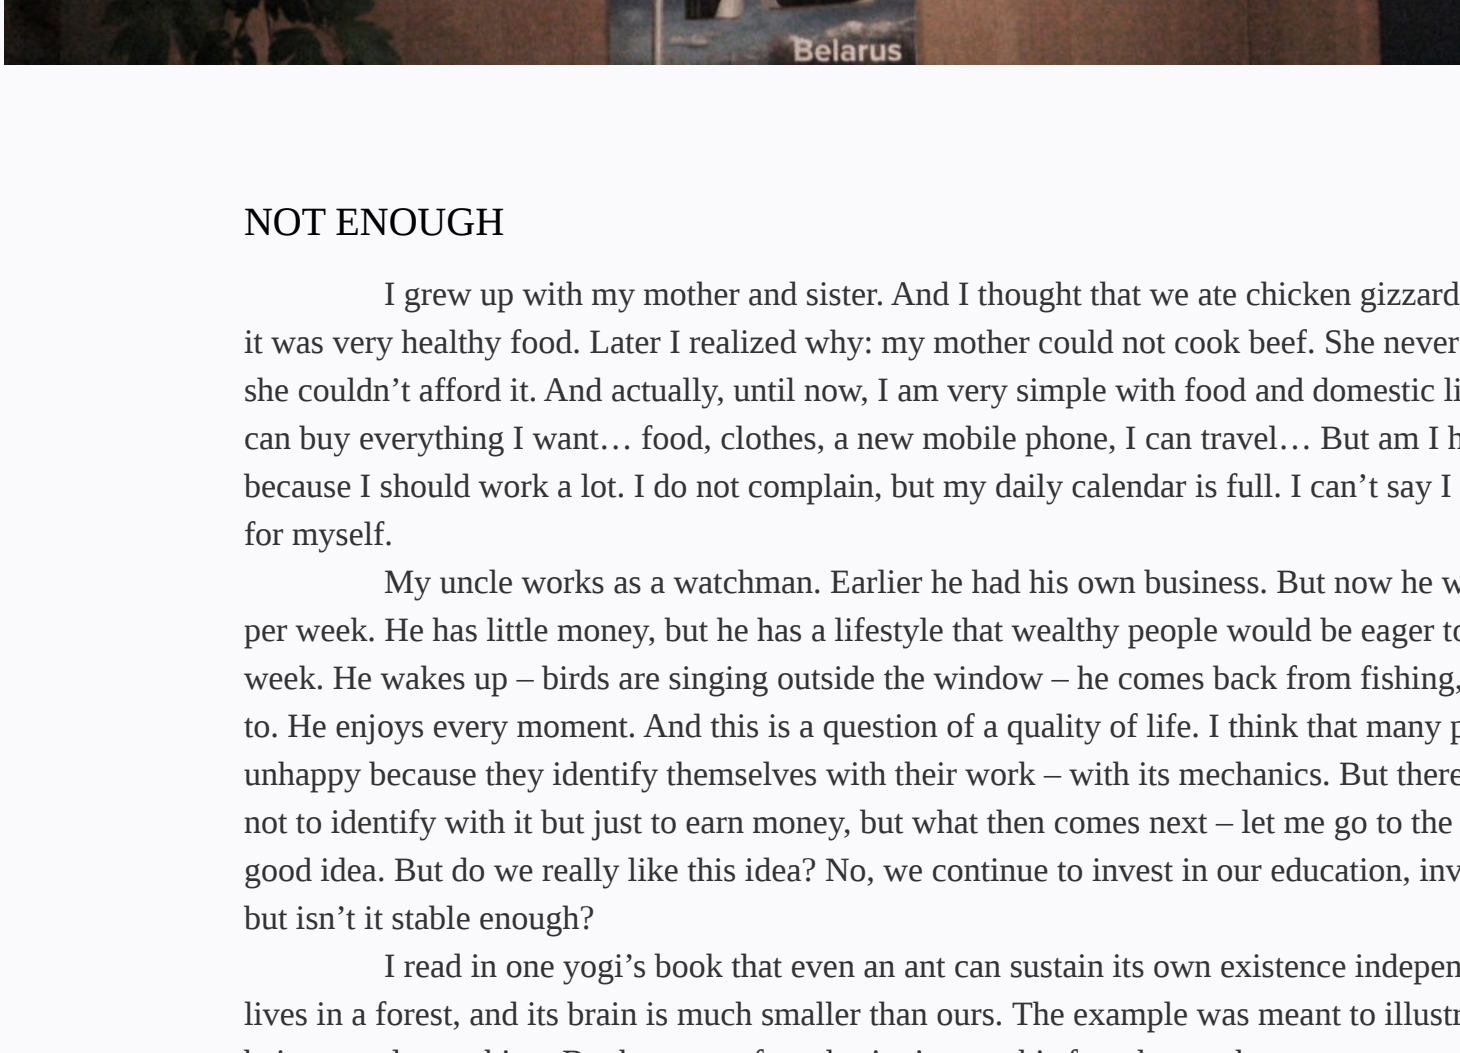 Belarus
NOT ENOUGH
I grew up with my mother and sister. And I thought that we ate chicken gizzard
it was very healthy food. Later I realized why: my mother could not cook beef. She never
she couldn’t afford it. And actually, until now, I am very simple with food and domestic li
can buy everything I want… food, clothes, a new mobile phone, I can travel… But am I h
because I should work a lot. I do not complain, but my daily calendar is full. I can’t say I
for myself.
My uncle works as a watchman. Earlier he had his own business. But now he w
per week. He has little money, but he has a lifestyle that wealthy people would be eager to
week. He wakes up – birds are singing outside the window – he comes back from fishing,
to. He enjoys every moment. And this is a question of a quality of life. I think that many p
unhappy because they identify themselves with their work – with its mechanics. But there
not to identify with it but just to earn money, but what then comes next – let me go to the
good idea. But do we really like this idea? No, we continue to invest in our education, inv
but isn’t it stable enough?
I read in one yogi’s book that even an ant can sustain its own existence indepen
lives in a forest, and its brain is much smaller than ours. The example was meant to illustr